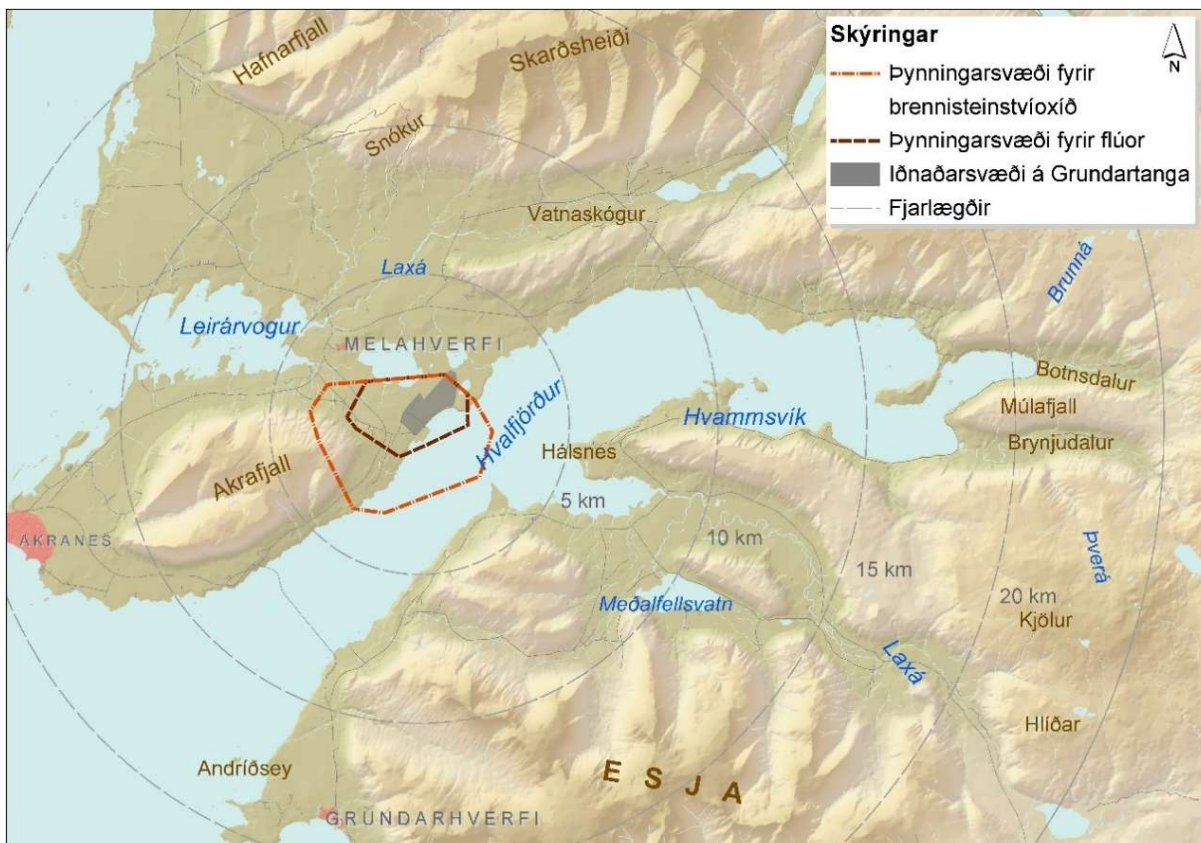 Skýringar
N
Þynningarsvæði fyrir
brennisteinstvíoxíð
Þynningarsvæði fyrir flúor
Iðnaðarsvæði á Grundartanga
Fjarlægðir
Hafnarfjall
Skarðsheiði
Snókur
Vatnaskógur
Laxá
Brunná
Leirárvogur
MELAHVERFI
Botnsdalur
Múlafjall
Hvammsvík
Brynjudalur
Hvalfjörður
Hálsnes
Akrafjall
5 km
AKRANES
10 km
15 km
Þverá
20 km
Meðalfellsvatn
Kjölur
Laxá
Hlíðar
Andríðsey
ESJA
GRUNDARHVERFI